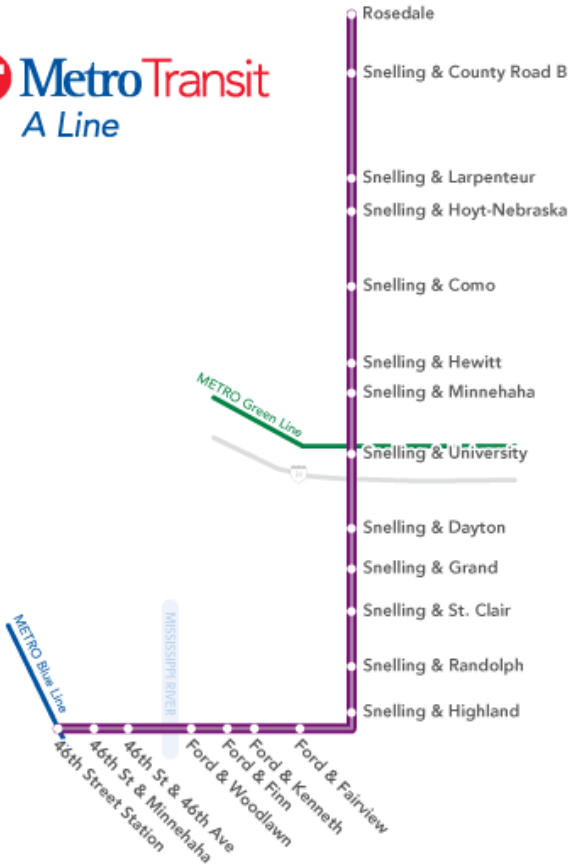 Rosedale
MetroTransit
A Line
Snelling & County Road B
Snelling & Larpenteur
Snelling & Hoyt-Nebraska
Snelling & Como
Snelling & Hewitt
METRO Green Line
Snelling & Minnehaha
Snelling & University
Snelling & Dayton
Snelling & Grand
Snelling & St. Clair
METRO Blue Line
MISSISSIPPI RIVER
Snelling & Randolph
Snelling & Highland
46th Street Station
46th St & Minnehaha
46th St & 46th Ave
Ford & Woodlawn
Ford & Finn
Ford & Kenneth
Ford & Fairview